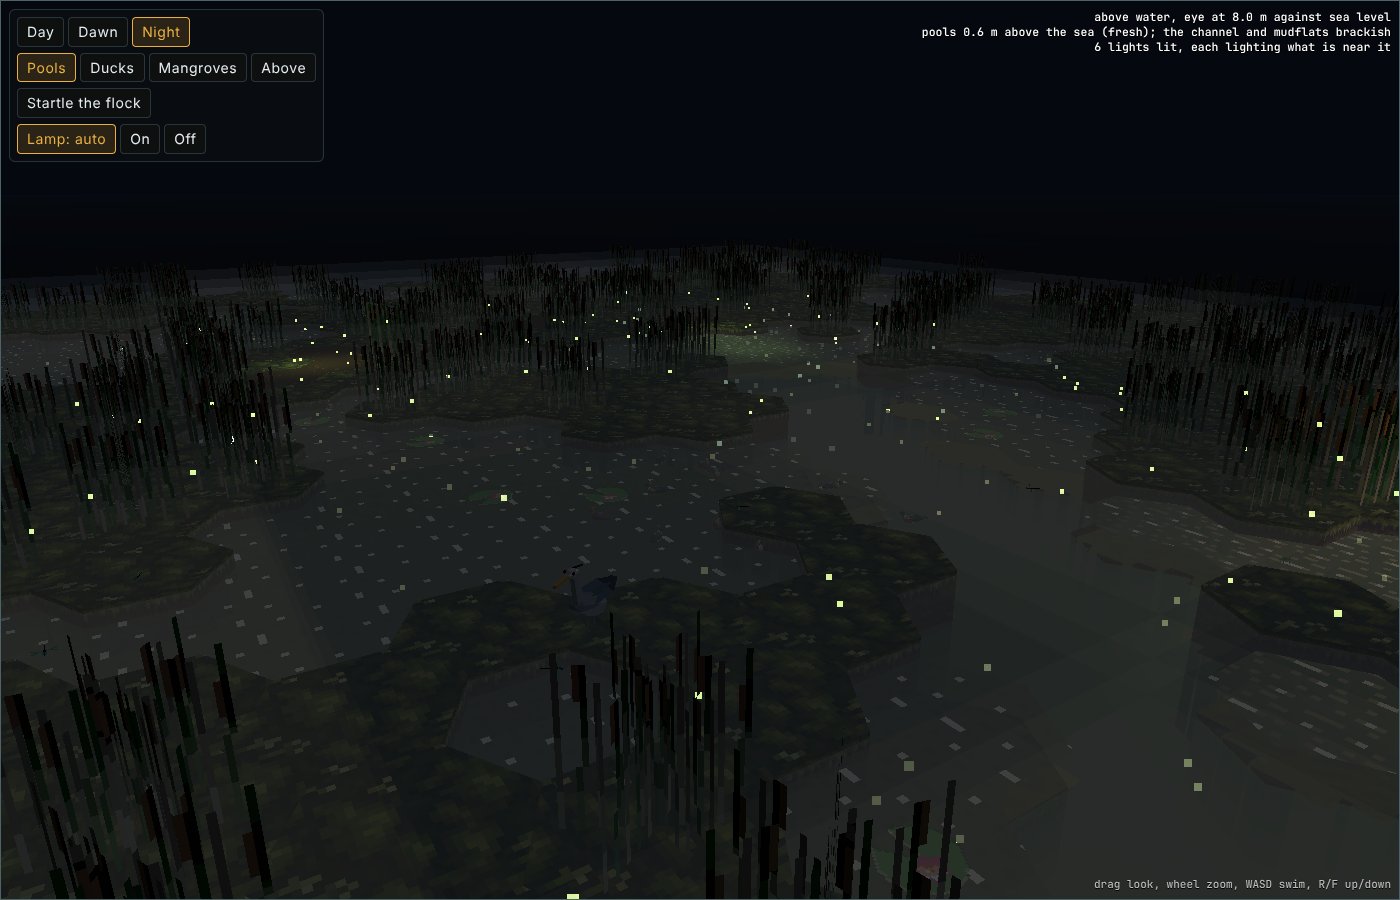 Day Dawn Night
Pools Ducks Mangroves Above
Startle the flock
Lamp: auto On Off
above water, eye at 8.0 m against sea level
pools 0.6 m above the sea (fresh); the channel and mudflats brackish
6 lights lit, each lighting what is near it
drag look, wheel zoom, WASD swim, R/F up/down